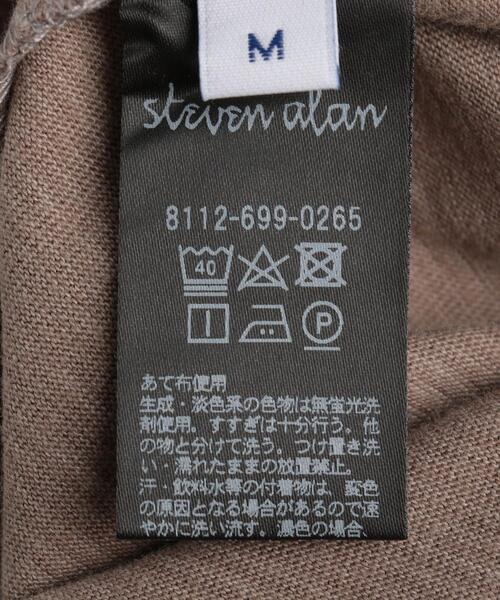 M
steven alan
8112-699-0265
40
P
あて布使用
生成・淡色系の色物は無蛍光洗
剤使用。すすぎは十分行う。他
の物と分けて洗う。つけ置き洗
い・濡れたままの放置禁止。
汗・飲料水等の付着物は、変色
の原因となる場合があるので速
やかに洗い流す。濃色の場合、